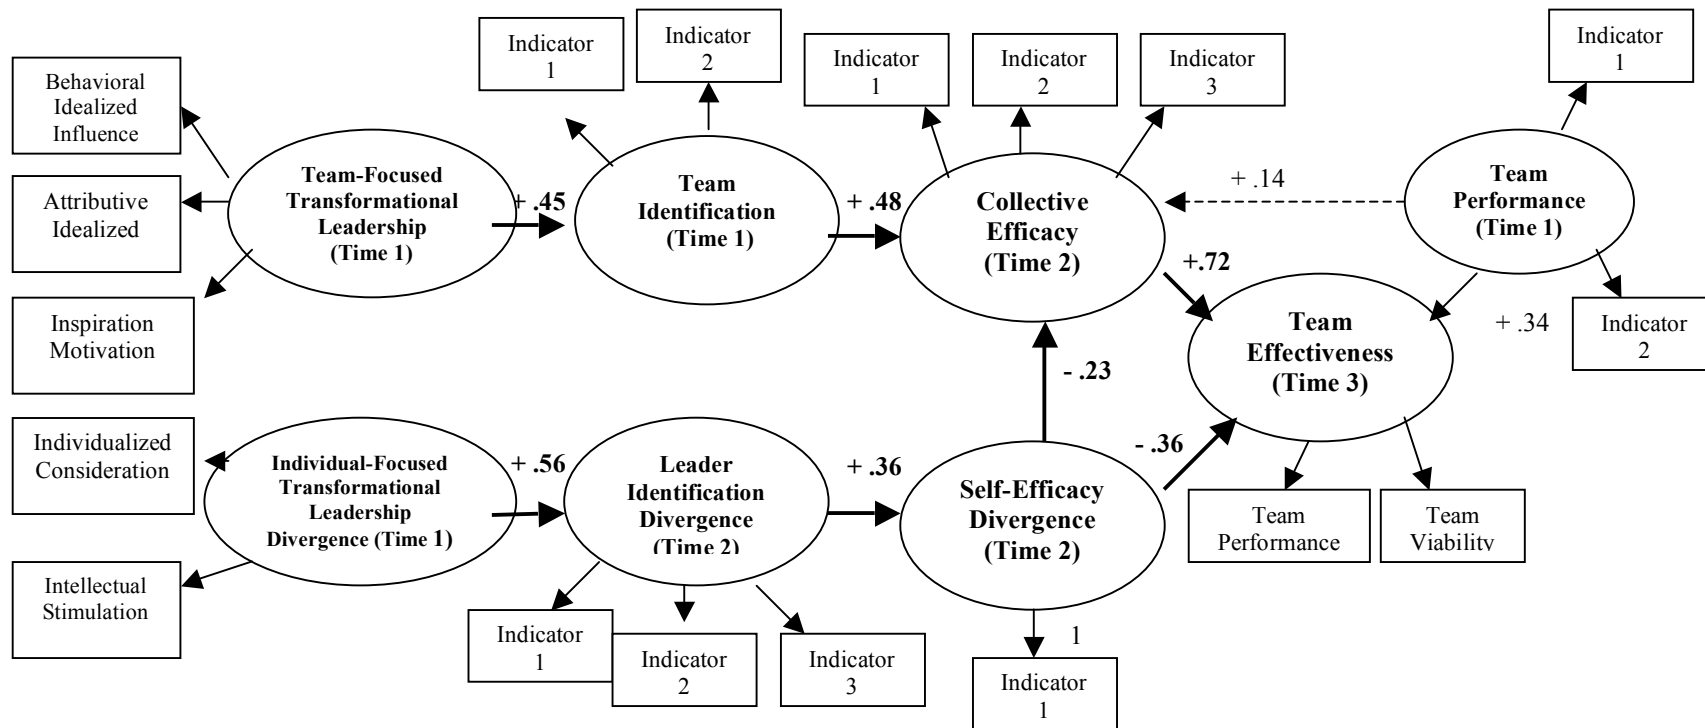 Behavioral
Idealized
Influence
Attributive
Idealized
Inspiration
Motivation
Individualized
Consideration
Intellectual
Stimulation
Team-Focused
Transformational
Leadership
(Time 1)
+ .45
Indicator
1
Indicator
2
Team
Identification
(Time 1)
+ .48
Indicator
1
Indicator
2
Indicator
3
Collective
Efficacy
(Time 2)
+ .14
Indicator
1
Team
Performance
(Time 1)
Indicator
2
+ .34
+.72
Team
Effectiveness
(Time 3)
- .23
- .36
Team
Performance
Team
Viability
Individual-Focused
Transformational
Leadership
Divergence (Time 1)
+ .56
Leader
Identification
Divergence
(Time 2)
+ .36
Self-Efficacy
Divergence
(Time 2)
Indicator
1
Indicator
2
Indicator
3
1
Indicator
1